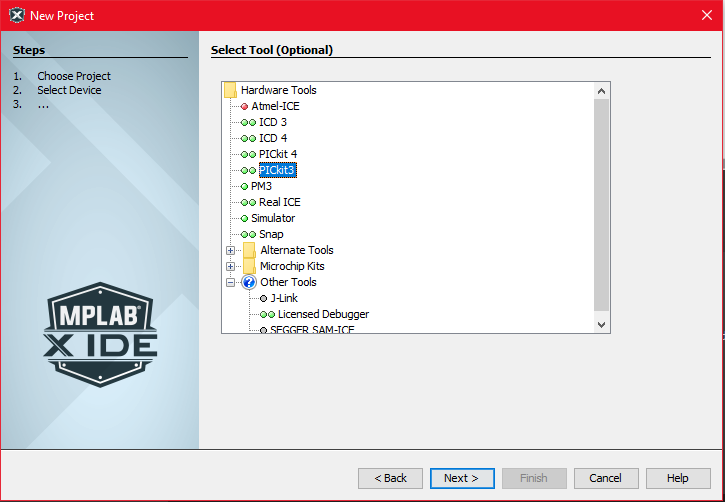 New Project
Steps
1. Choose Project
2. Select Device
3. ...
MPLAB®
X IDE
Select Tool (Optional)
Hardware Tools
Atmel-ICE
ICD 3
ICD 4
PICkit 4
PICkit3
PM3
Real ICE
Simulator
Snap
Alternate Tools
Microchip Kits
Other Tools
J-Link
Licensed Debugger
SEGGER SAM-ICE
< Back Next > Finish Cancel Help